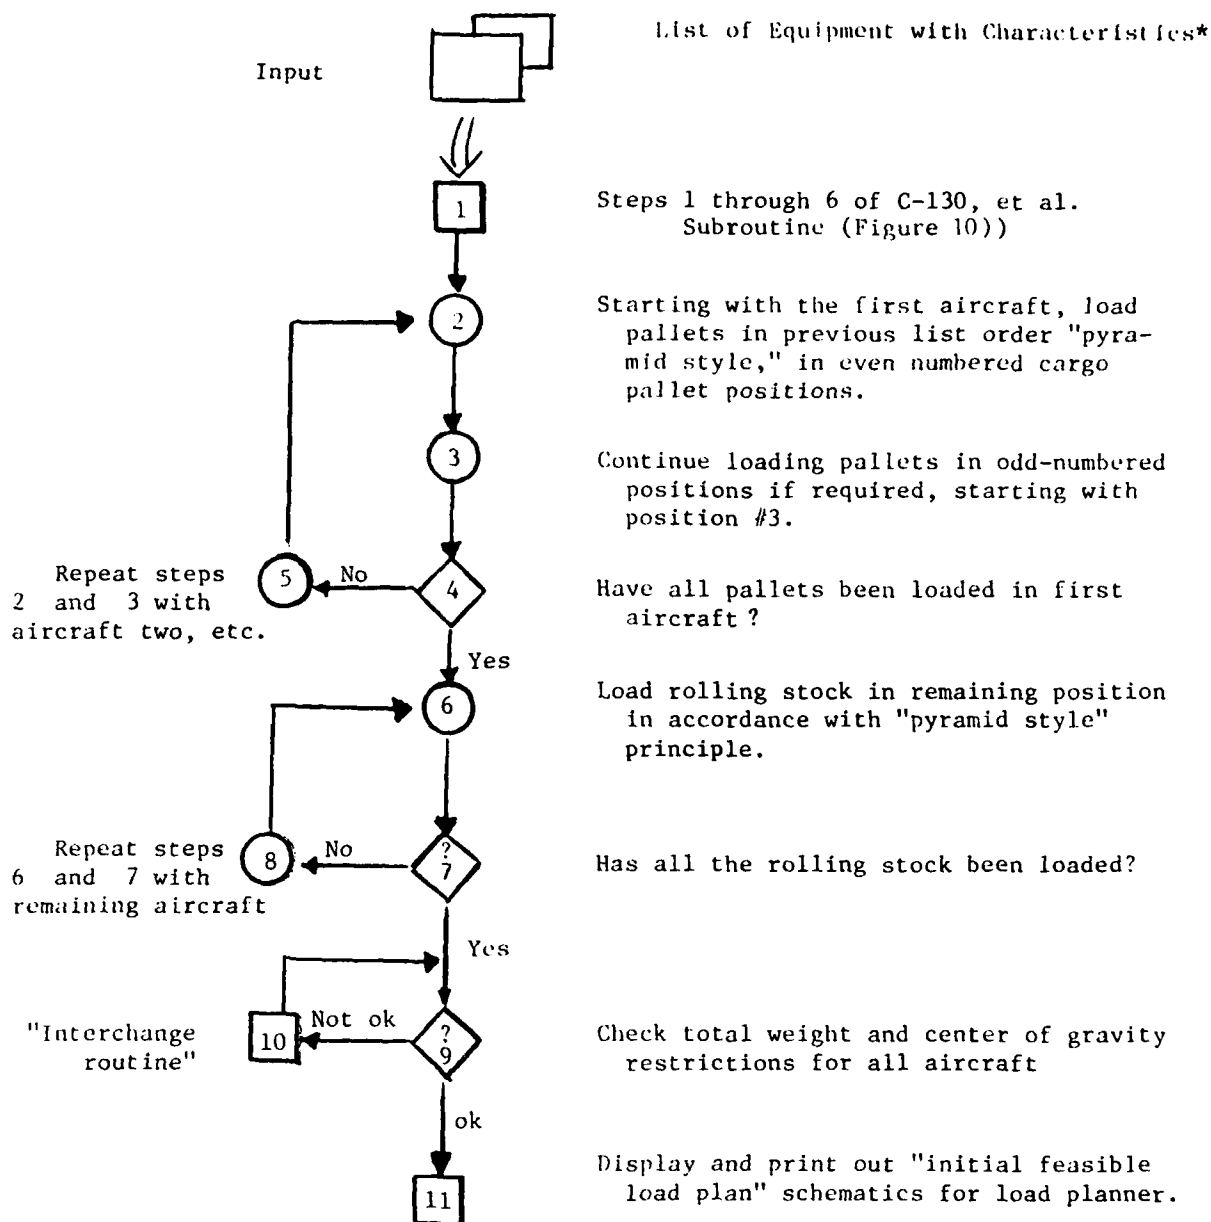 List of Equipment with Characteristics*
Input
1
Steps 1 through 6 of C-130, et al.
Subroutine (Figure 10))
2
Starting with the first aircraft, load
pallets in previous list order "pyra-
mid style," in even numbered cargo
pallet positions.
3
Continue loading pallets in odd-numbered
positions if required, starting with
position #3.
Repeat steps
2 and 3 with
aircraft two, etc.
5
No
4
Have all pallets been loaded in first
aircraft ?
Yes
6
Load rolling stock in remaining position
in accordance with "pyramid style"
principle.
Repeat steps
6 and 7 with
remaining aircraft
8
No
?
7
Has all the rolling stock been loaded?
Yes
"Interchange
routine"
10
Not ok
?
9
Check total weight and center of gravity
restrictions for all aircraft
ok
11
Display and print out "initial feasible
load plan" schematics for load planner.